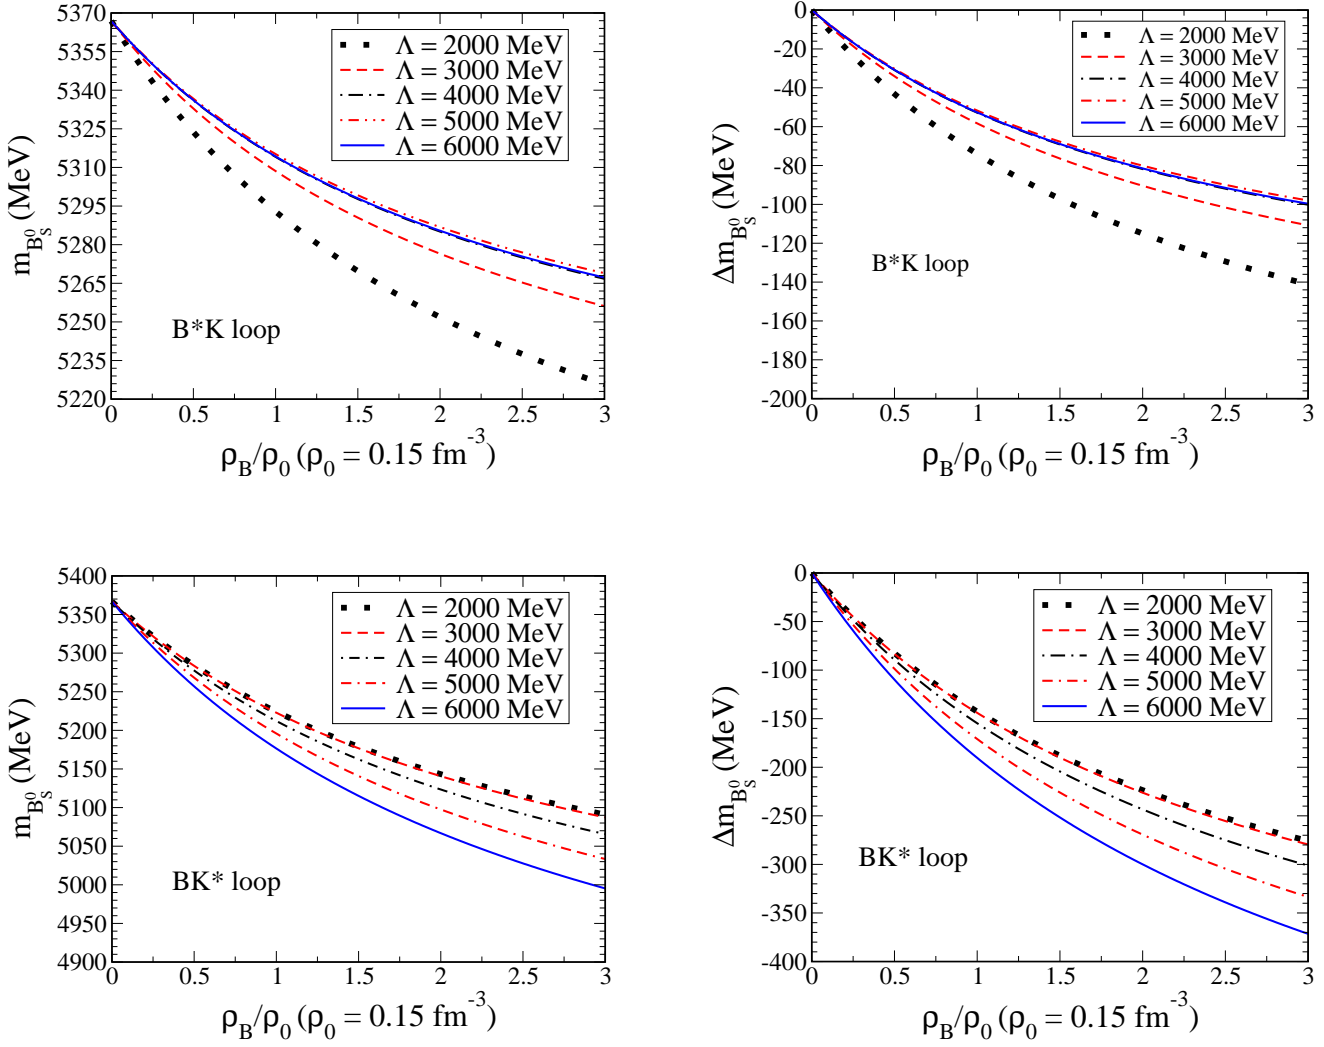 5370
5355
5340
5325
5310
5295
5280
5265
5250
5235
5220
m_{B_S^0} (MeV)
Λ = 2000 MeV
Λ = 3000 MeV
Λ = 4000 MeV
Λ = 5000 MeV
Λ = 6000 MeV
B*K loop
0 0.5 1 1.5 2 2.5 3
ρ_B/ρ_0 (ρ_0 = 0.15 fm^{-3})
0
-20
-40
-60
-80
-100
-120
-140
-160
-180
-200
Δm_{B_S^0} (MeV)
Λ = 2000 MeV
Λ = 3000 MeV
Λ = 4000 MeV
Λ = 5000 MeV
Λ = 6000 MeV
B*K loop
0 0.5 1 1.5 2 2.5 3
ρ_B/ρ_0 (ρ_0 = 0.15 fm^{-3})
5400
5350
5300
5250
5200
5150
5100
5050
5000
4950
4900
m_{B_S^0} (MeV)
Λ = 2000 MeV
Λ = 3000 MeV
Λ = 4000 MeV
Λ = 5000 MeV
Λ = 6000 MeV
BK* loop
0 0.5 1 1.5 2 2.5 3
ρ_B/ρ_0 (ρ_0 = 0.15 fm^{-3})
0
-50
-100
-150
-200
-250
-300
-350
-400
Δm_{B_S^0} (MeV)
Λ = 2000 MeV
Λ = 3000 MeV
Λ = 4000 MeV
Λ = 5000 MeV
Λ = 6000 MeV
BK* loop
0 0.5 1 1.5 2 2.5 3
ρ_B/ρ_0 (ρ_0 = 0.15 fm^{-3})